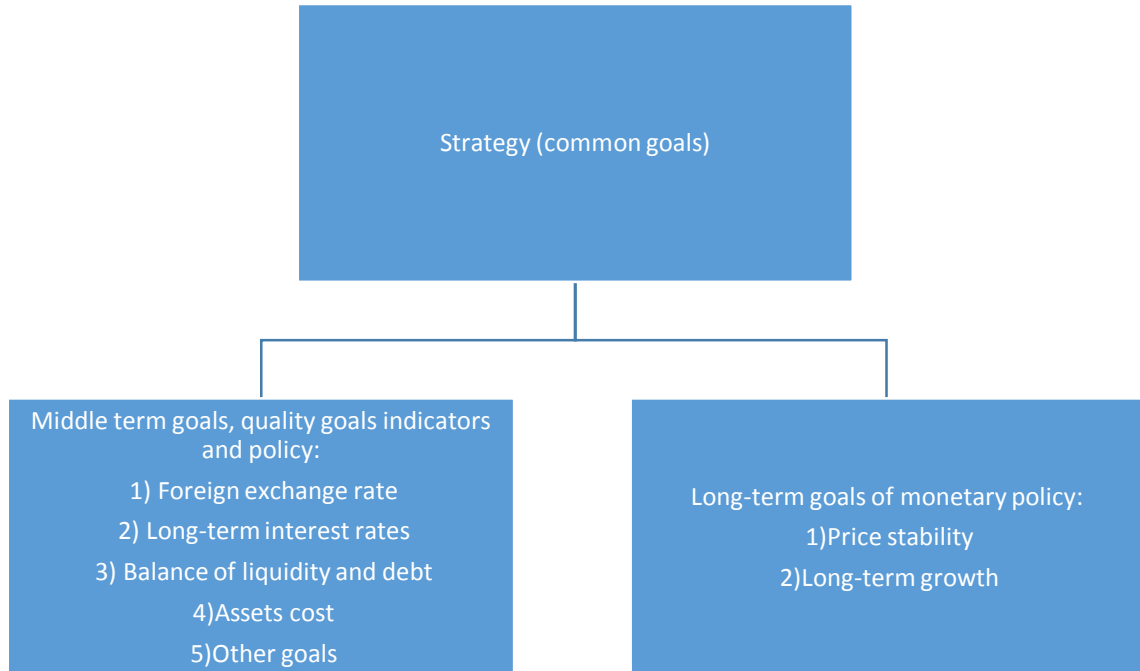 Strategy (common goals)
Middle term goals, quality goals indicators
and policy:
1) Foreign exchange rate
2) Long-term interest rates
3) Balance of liquidity and debt
4)Assets cost
5)Other goals
Long-term goals of monetary policy:
1)Price stability
2)Long-term growth